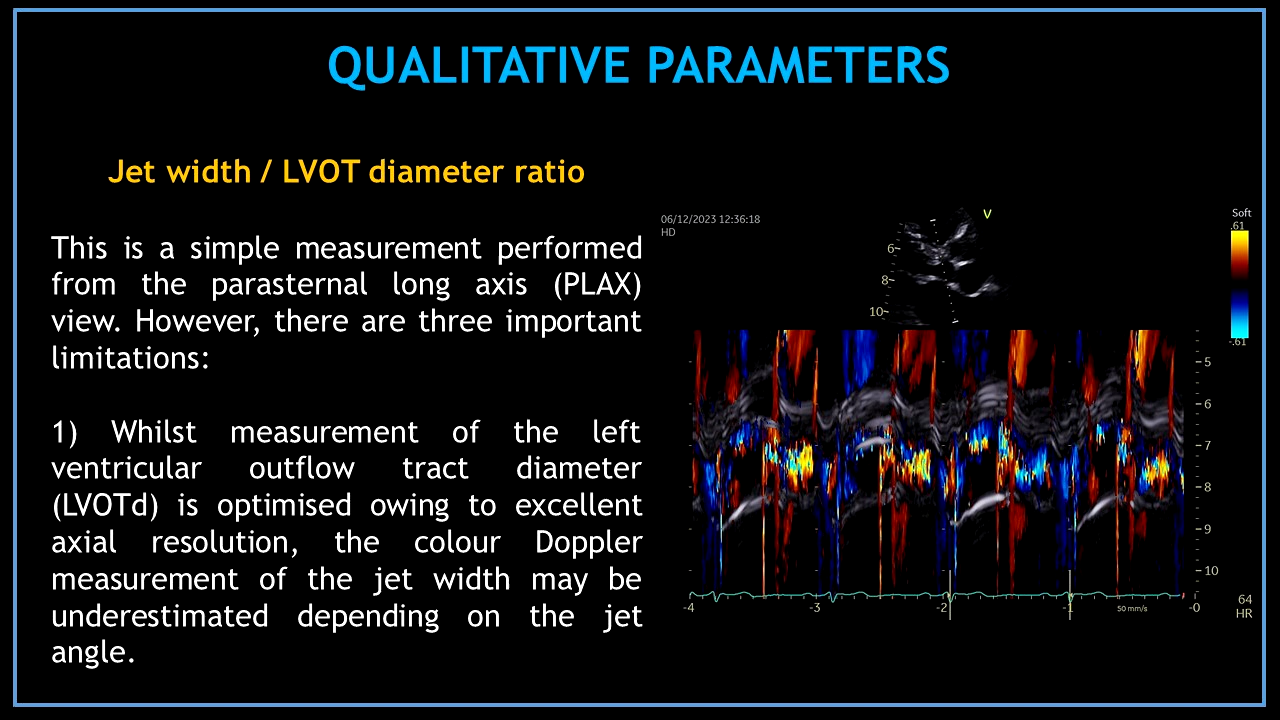 QUALITATIVE PARAMETERS
Jet width / LVOT diameter ratio
This is a simple measurement performed
from the parasternal long axis (PLAX)
view. However, there are three important
limitations:
1) Whilst measurement of the left
ventricular outflow tract diameter
(LVOTd) is optimised owing to excellent
axial resolution, the colour Doppler
measurement of the jet width may be
underestimated depending on the jet
angle.
06/12/2023 12:36:18
HD
V
Soft
.61
-.61
6
8
10
5
6
7
8
9
10
-4 -3 -2 -1 50 mm/s -0
64
HR